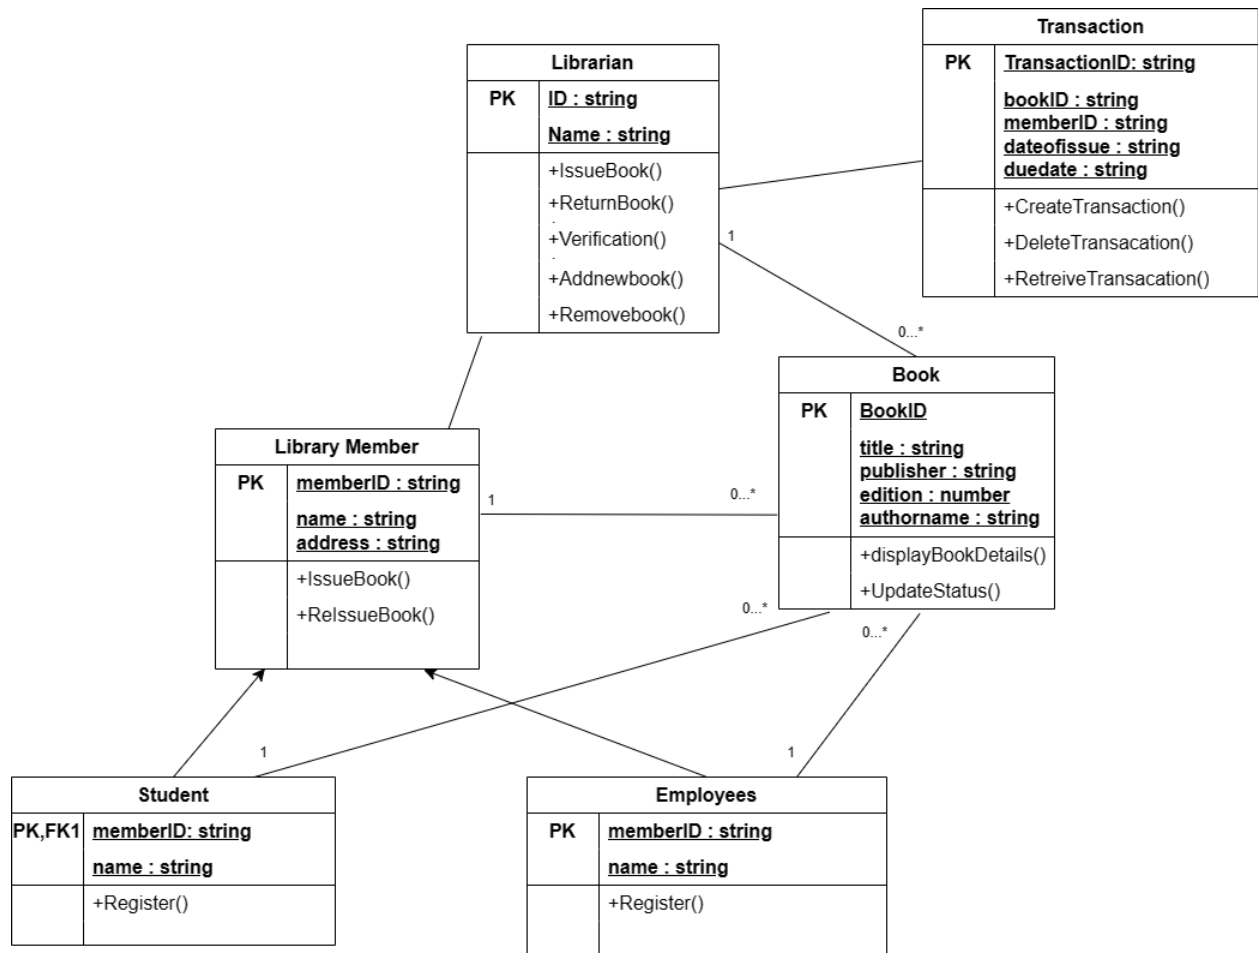 Transaction
PK
TransactionID: string
bookID : string
memberID : string
dateofissue : string
duedate : string
+CreateTransaction()
+DeleteTransacation()
+RetreiveTransacation()
Librarian
PK
ID : string
Name : string
+IssueBook()
+ReturnBook()
+Verification()
+Addnewbook()
+Removebook()
1
0...*
Book
PK
BookID
title : string
publisher : string
edition : number
authorname : string
+displayBookDetails()
+UpdateStatus()
Library Member
PK
memberID : string
name : string
address : string
+IssueBook()
+ReIssueBook()
1
0...*
0...*
0...*
1
1
Student
PK,FK1
memberID: string
name : string
+Register()
Employees
PK
memberID : string
name : string
+Register()